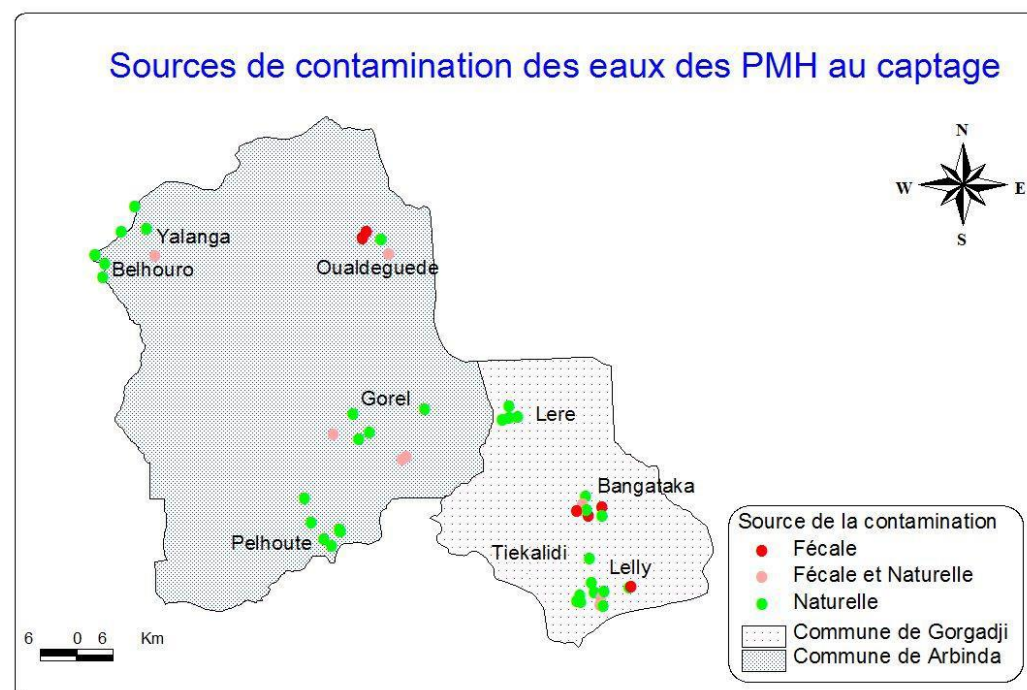 Sources de contamination des eaux des PMH au captage
N
W
E
S
Yalanga
Belhouro
Oualdeguede
Gorel
Lere
Bangataka
Pelhoute
Tiekalidi
Lelly
Source de la contamination
Fécale
Fécale et Naturelle
Naturelle
Commune de Gorgadji
Commune de Arbinda
6 0 6 Km